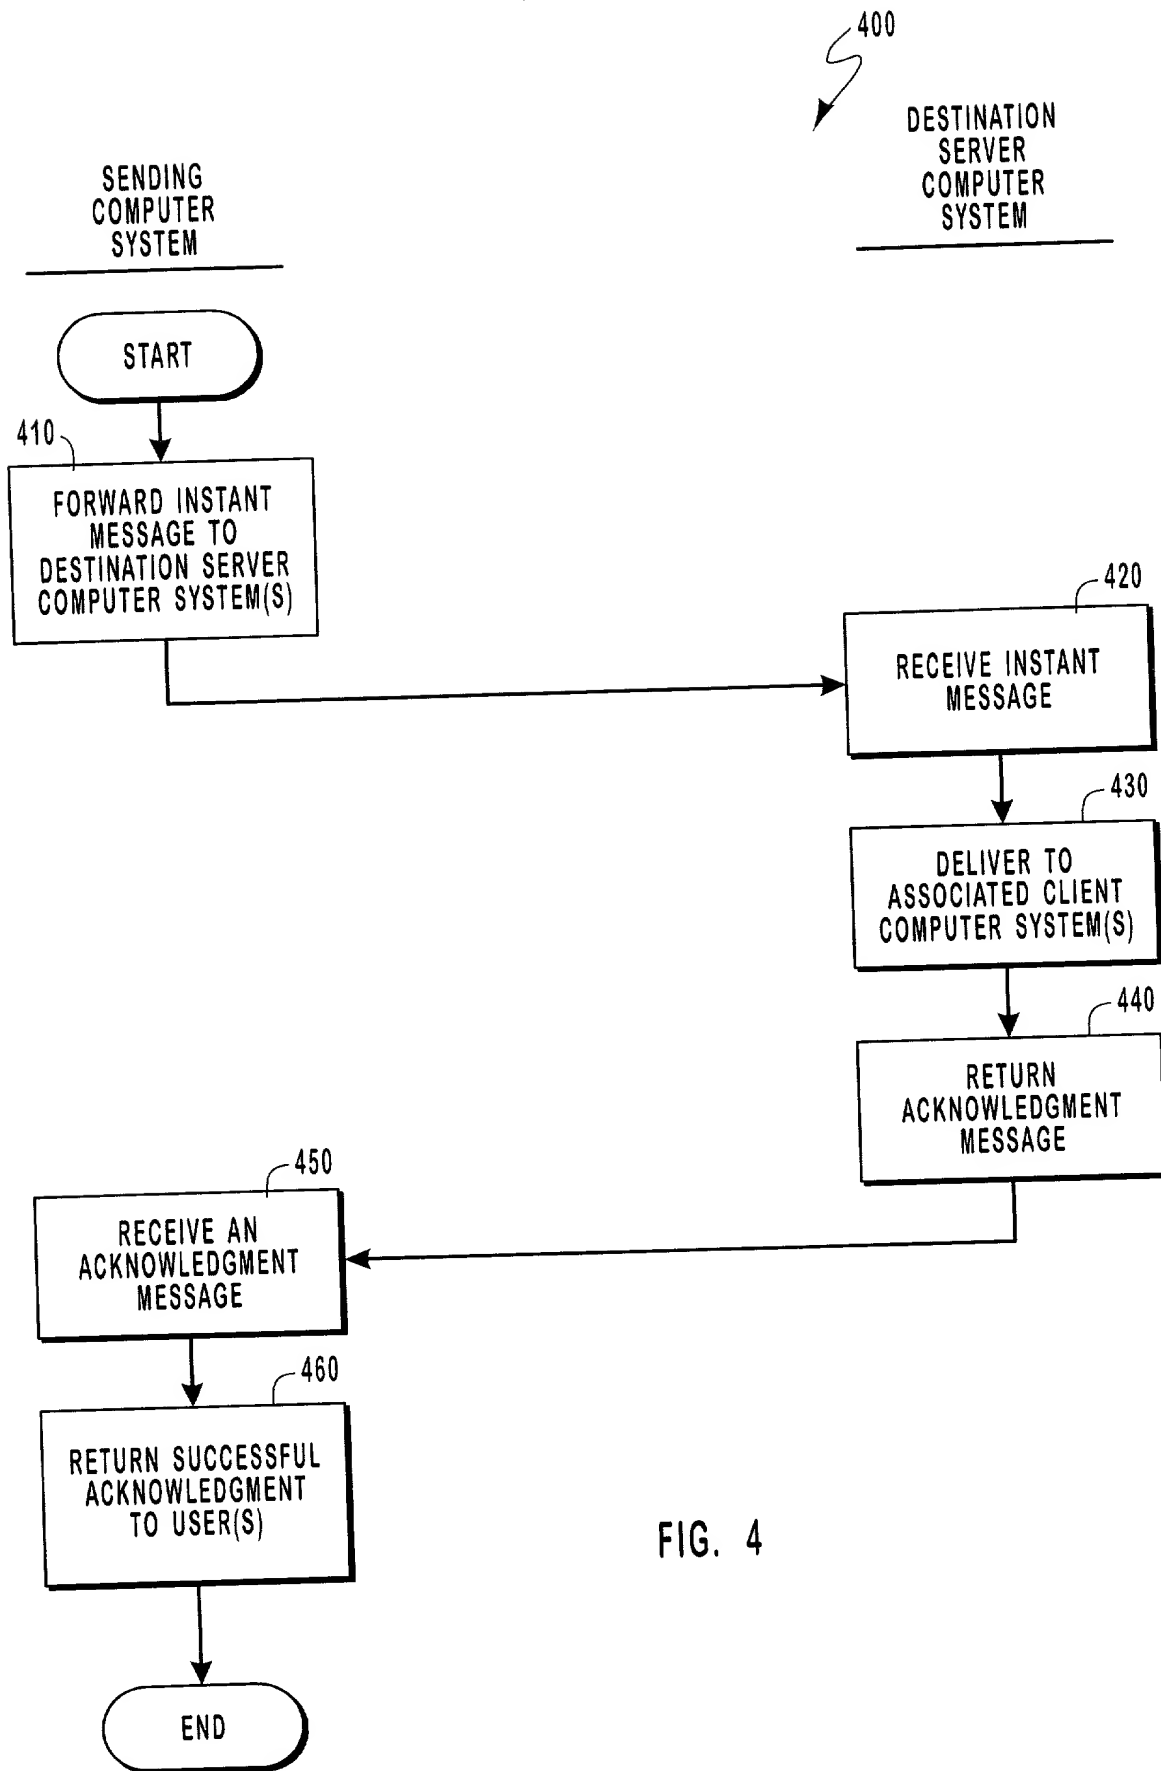 400
DESTINATION
SERVER
COMPUTER
SYSTEM
SENDING
COMPUTER
SYSTEM
START
410
FORWARD INSTANT
MESSAGE TO
DESTINATION SERVER
COMPUTER SYSTEM(S)
420
RECEIVE INSTANT
MESSAGE
430
DELIVER TO
ASSOCIATED CLIENT
COMPUTER SYSTEM(S)
440
RETURN
ACKNOWLEDGMENT
MESSAGE
450
RECEIVE AN
ACKNOWLEDGMENT
MESSAGE
460
RETURN SUCCESSFUL
ACKNOWLEDGMENT
TO USER(S)
END
FIG. 4